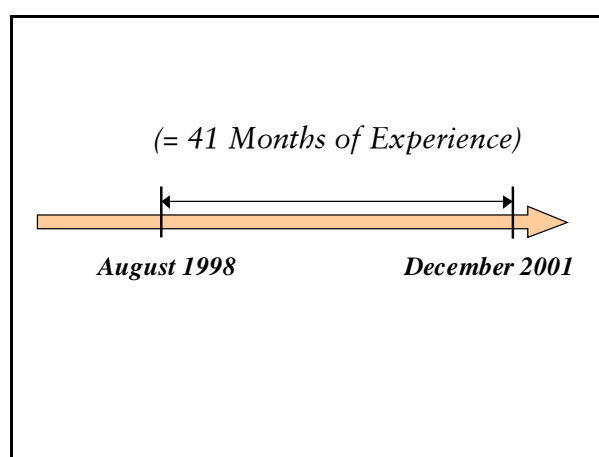 (= 41 Months of Experience)
August 1998
December 2001